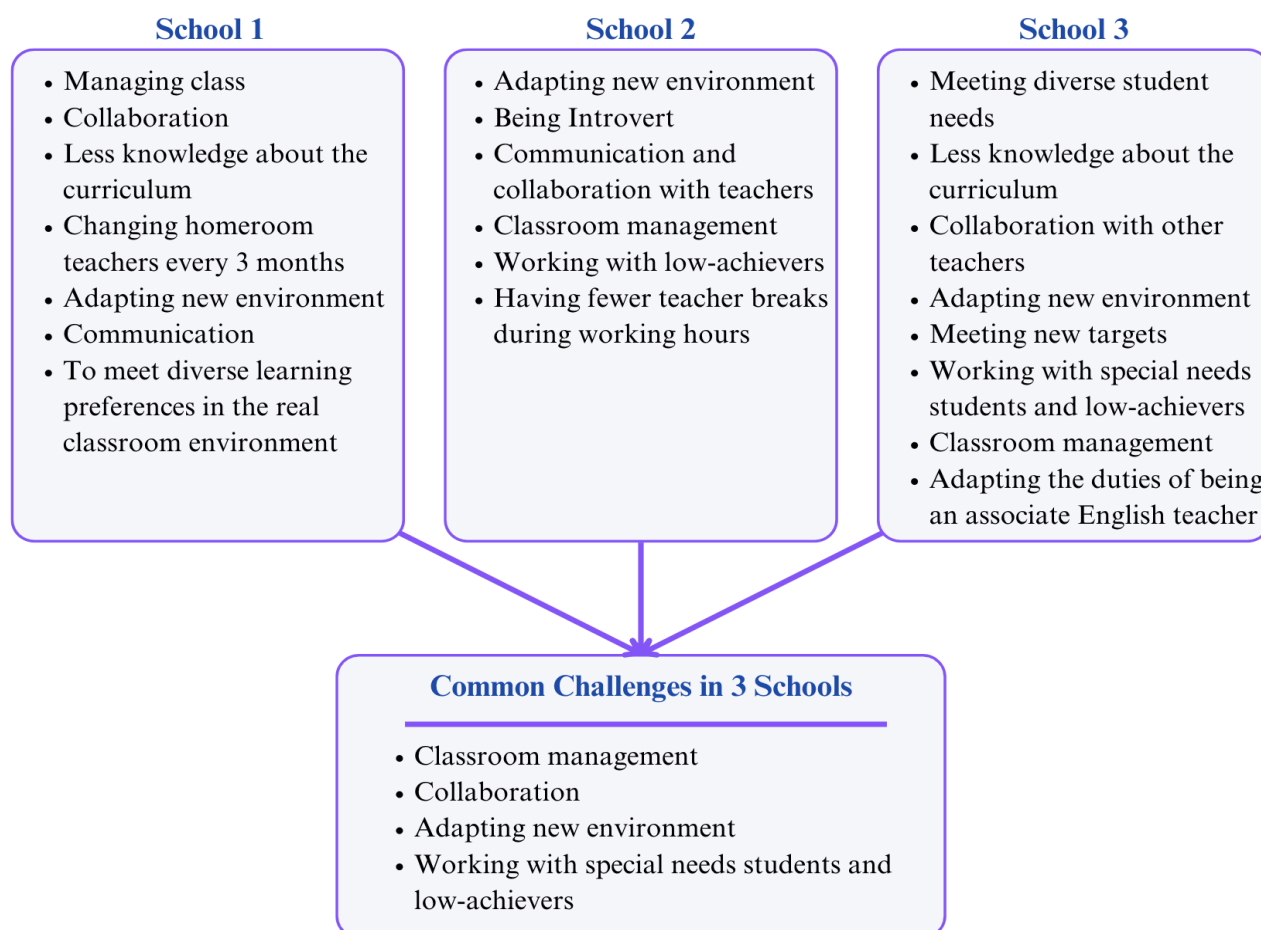 School 1
• Managing class
• Collaboration
• Less knowledge about the
curriculum
• Changing homeroom
teachers every 3 months
• Adapting new environment
• Communication
• To meet diverse learning
preferences in the real
classroom environment
School 2
• Adapting new environment
• Being Introvert
• Communication and
collaboration with teachers
• Classroom management
• Working with low-achievers
• Having fewer teacher breaks
during working hours
School 3
• Meeting diverse student
needs
• Less knowledge about the
curriculum
• Collaboration with other
teachers
• Adapting new environment
• Meeting new targets
• Working with special needs
students and low-achievers
• Classroom management
• Adapting the duties of being
an associate English teacher
Common Challenges in 3 Schools
• Classroom management
• Collaboration
• Adapting new environment
• Working with special needs students and
low-achievers